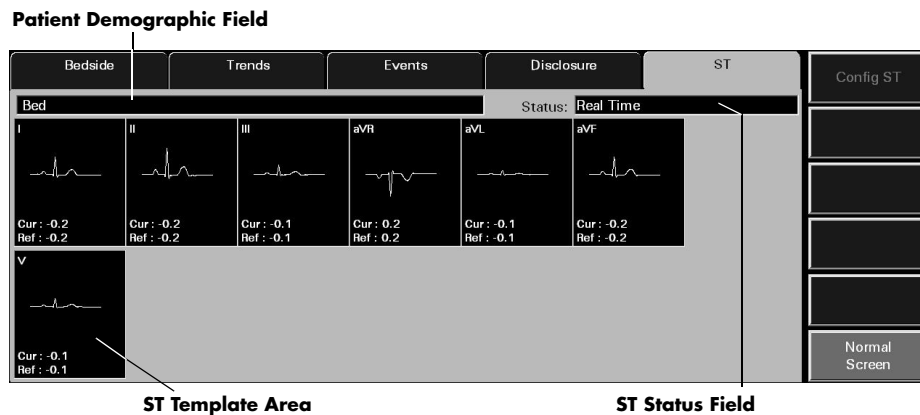 Patient Demographic Field
Bedside Trends Events Disclosure ST
Config ST
Bed Status: Real Time
I II III aVR aVL aVF
Cur : -0.2 Cur : -0.2 Cur : -0.1 Cur : 0.2 Cur : -0.1 Cur : -0.2
Ref : -0.2 Ref : -0.2 Ref : -0.1 Ref : 0.2 Ref : -0.1 Ref : -0.2
V
Cur : -0.1
Ref : -0.1
Normal
Screen
ST Template Area ST Status Field